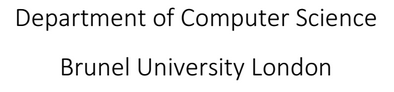 Department of Computer Science
Brunel University London